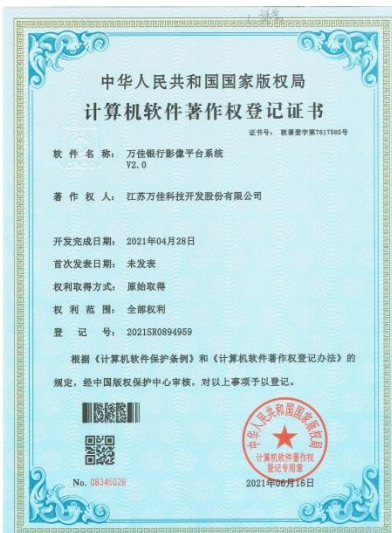 中华人民共和国国家版权局
计算机软件著作权登记证书
证书号： 软著登字第7617585号
软件名称： 万佳银行影像平台系统
V2.0
著作权人： 江苏万佳科技开发股份有限公司
开发完成日期： 2021年04月28日
首次发表日期： 未发表
权利取得方式： 原始取得
权利范围： 全部权利
登记号： 2021SR0894959
根据《计算机软件保护条例》和《计算机软件著作权登记办法》的
规定，经中国版权保护中心审核，对以上事项予以登记。
中华人民共和国国家版权局
计算机软件著作权
登记专用章
No. 08346028
2021年06月16日